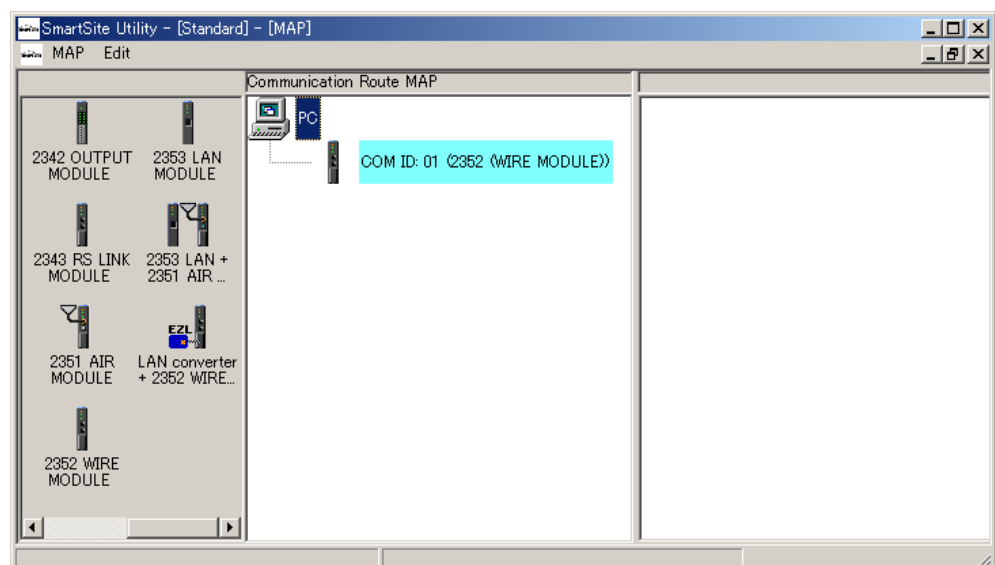 SmartSite Utility - [Standard] - [MAP]
MAP Edit
Communication Route MAP
2342 OUTPUT
MODULE
2353 LAN
MODULE
2343 RS LINK
MODULE
2353 LAN +
2351 AIR ...
2351 AIR
MODULE
EZL
LAN converter
+ 2352 WIRE...
2352 WIRE
MODULE
PC
COM ID: 01 (2352 (WIRE MODULE))